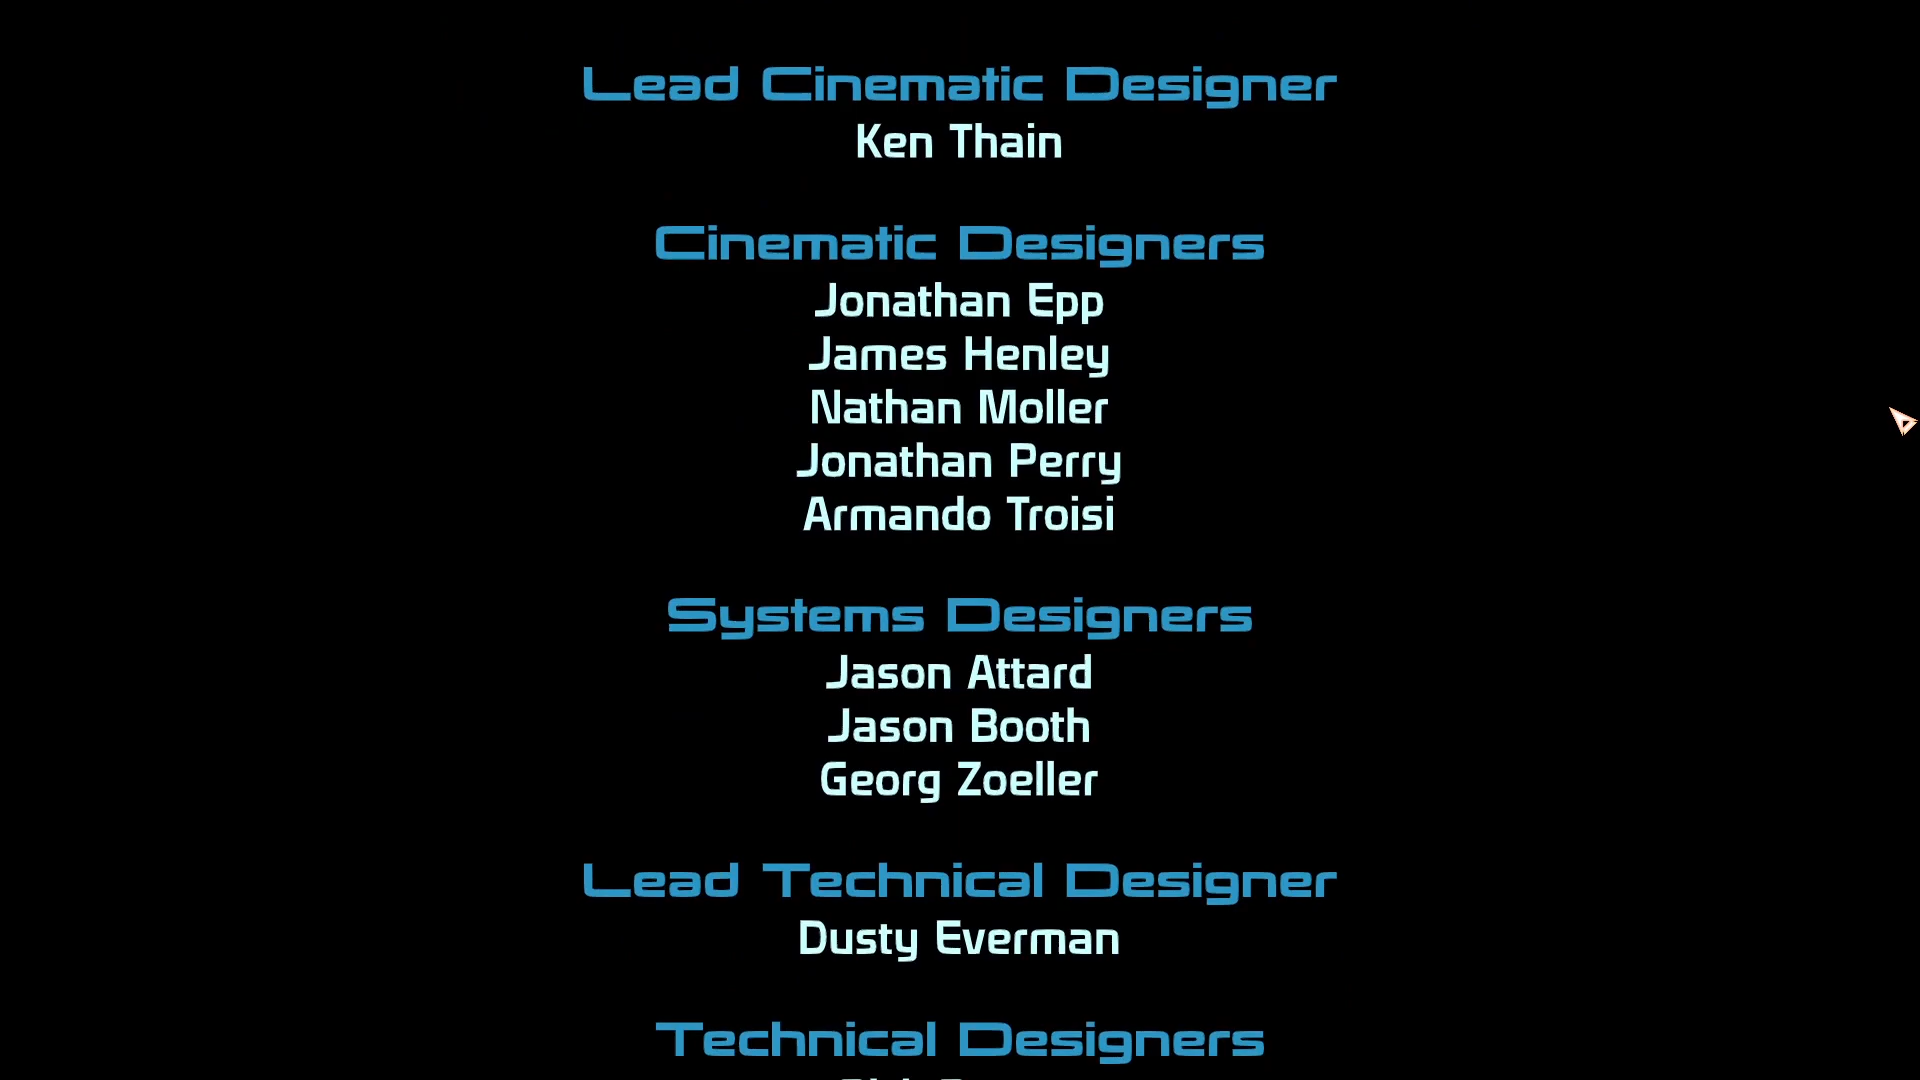 Lead Cinematic Designer
Ken Thain
Cinematic Designers
Jonathan Epp
James Henley
Nathan Moller
Jonathan Perry
Armando Troisi
Systems Designers
Jason Attard
Jason Booth
Georg Zoeller
Lead Technical Designer
Dusty Everman
Technical Designers